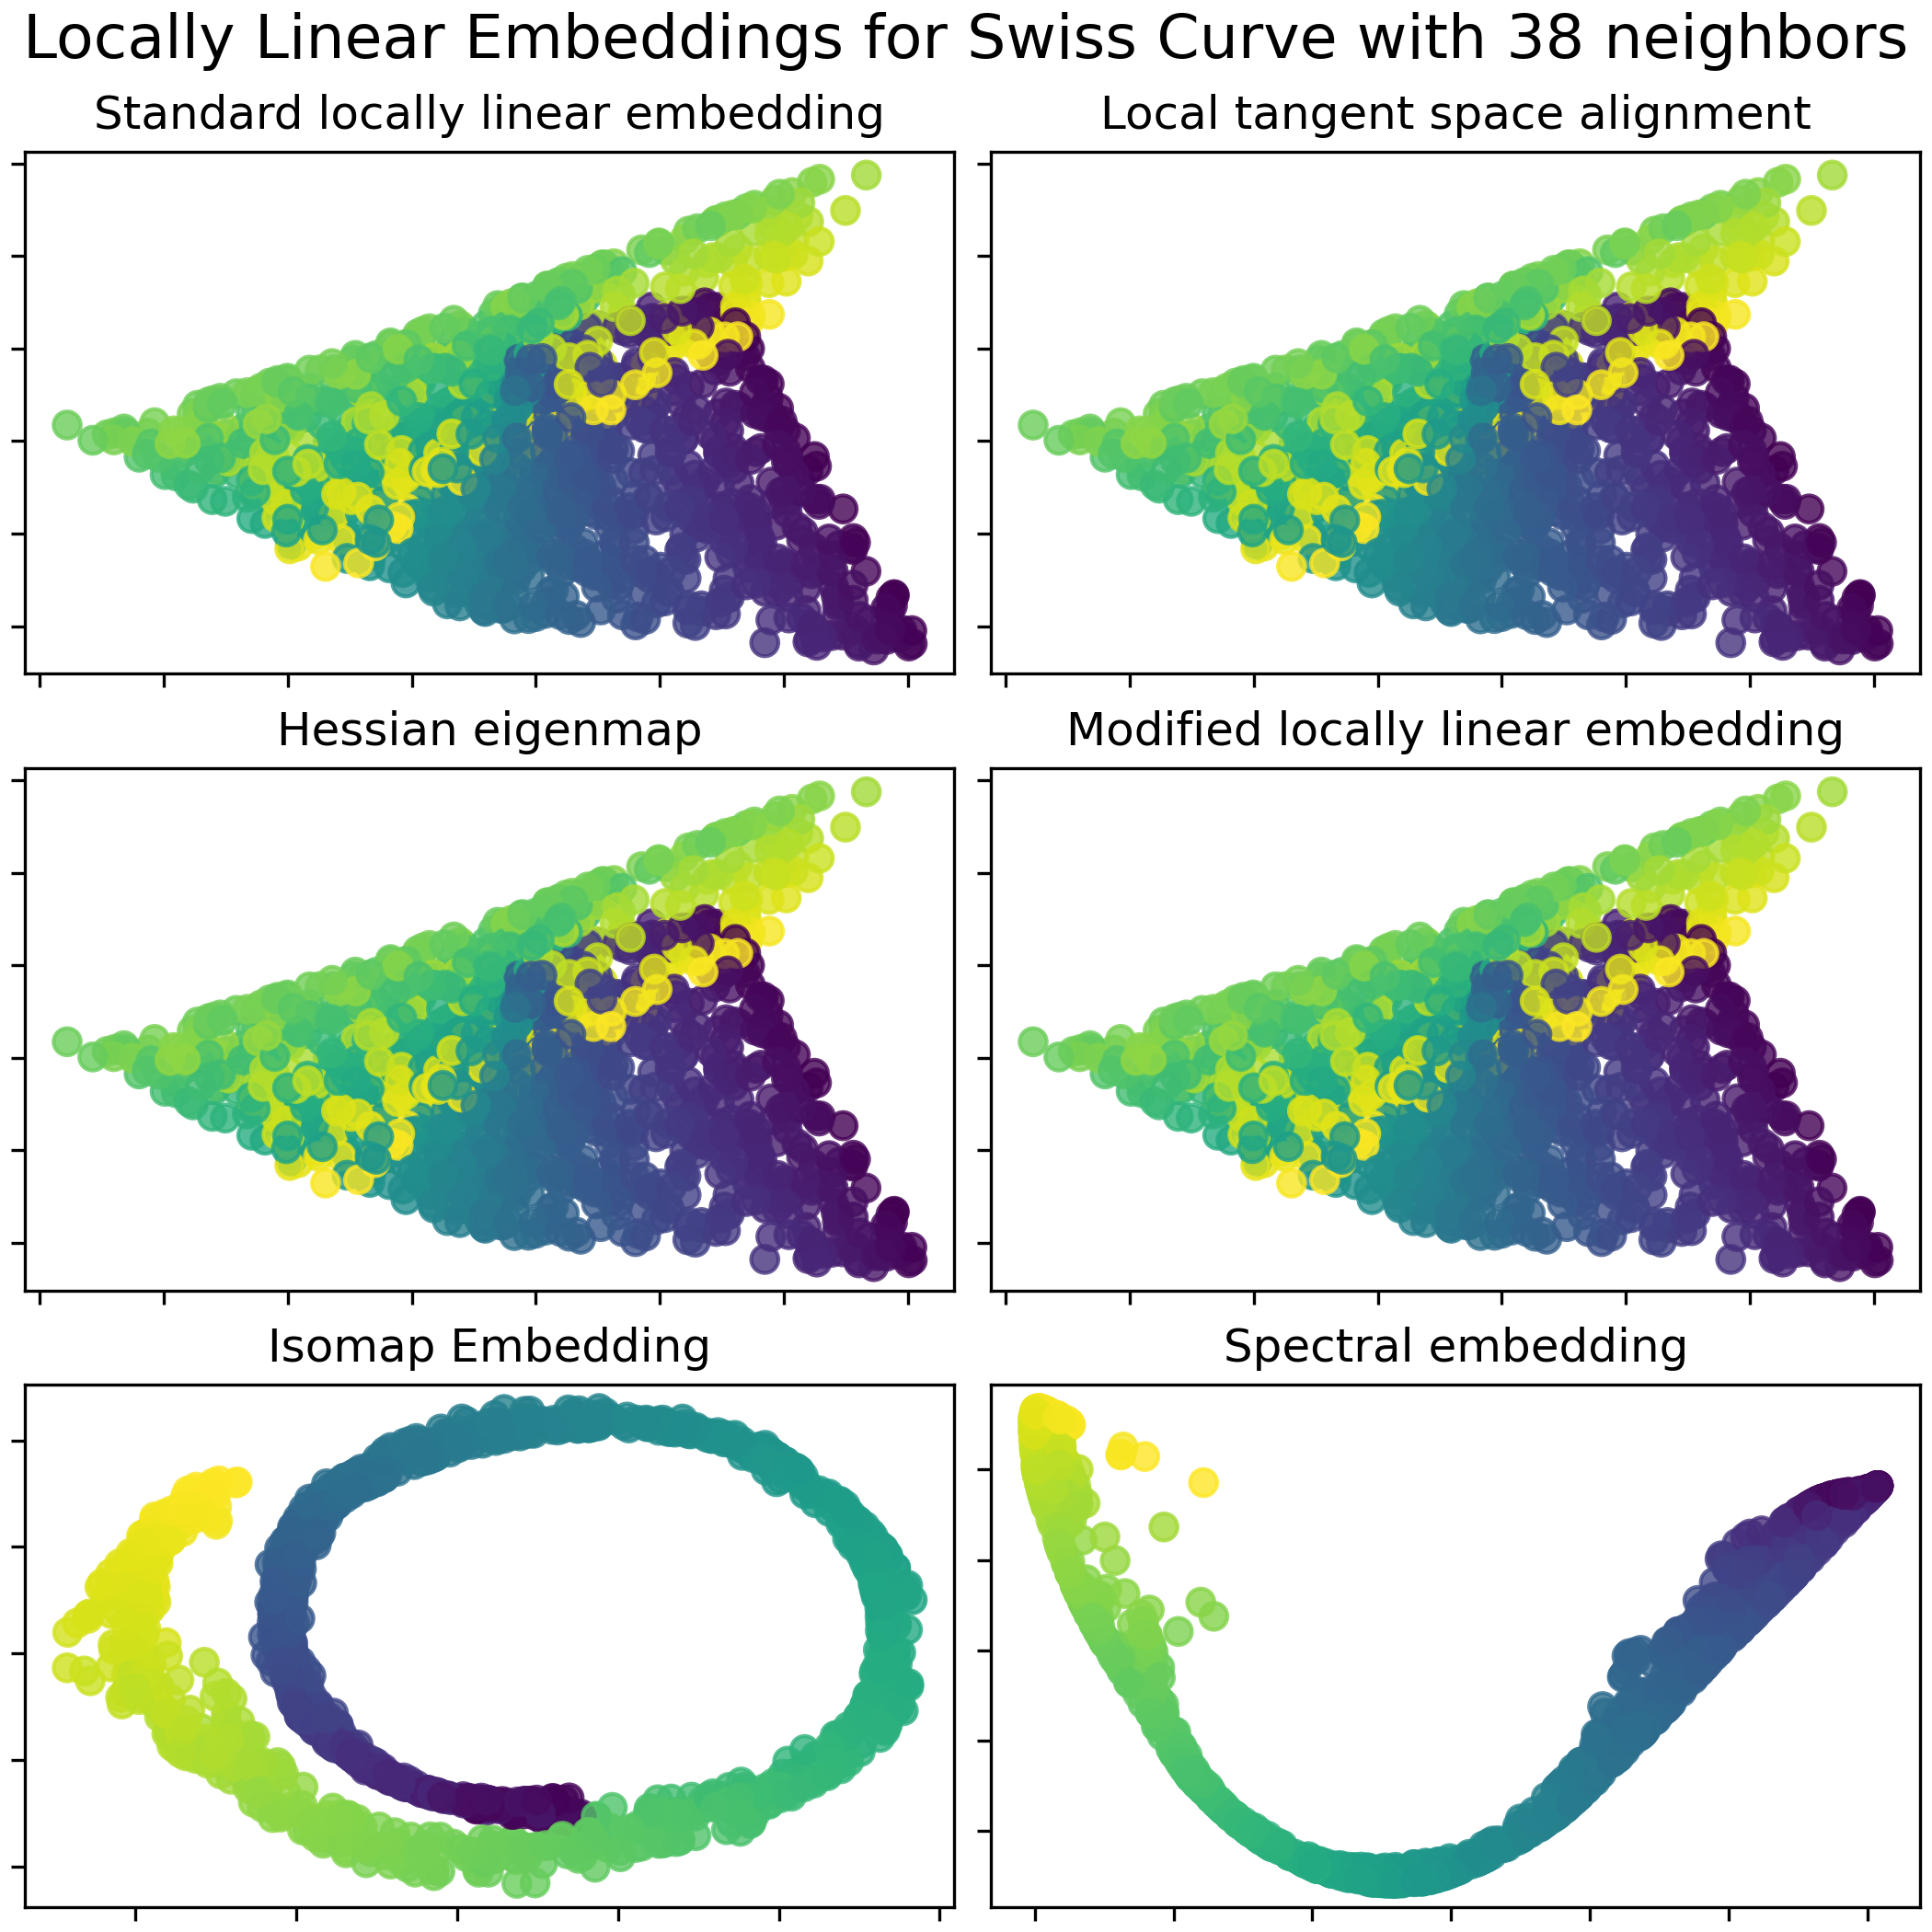 Locally Linear Embeddings for Swiss Curve with 38 neighbors
Standard locally linear embedding
Local tangent space alignment
Hessian eigenmap
Modified locally linear embedding
Isomap Embedding
Spectral embedding